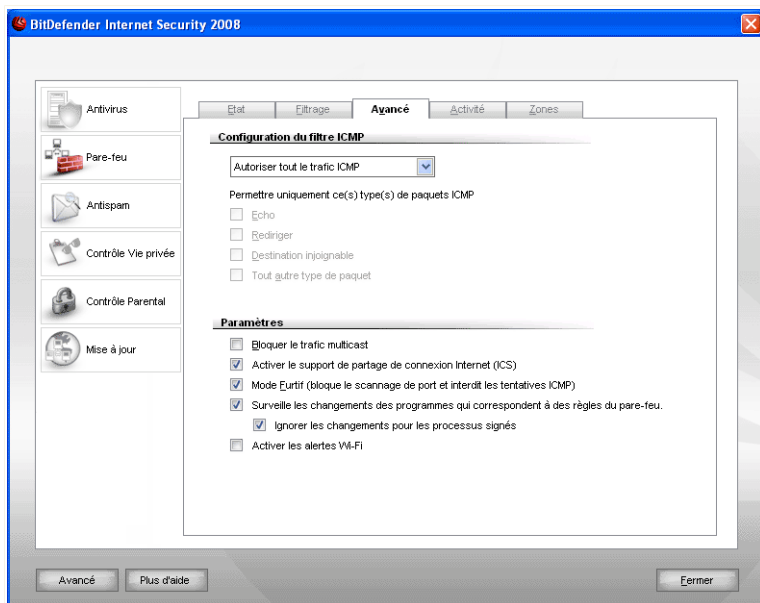 BitDefender Internet Security 2008
Antivirus
Pare-feu
Antispam
Contrôle Vie privée
Contrôle Parental
Mise à jour
Etat
Filtrage
Avancé
Activité
Zones
Configuration du filtre ICMP
Autoriser tout le trafic ICMP
Permettre uniquement ce(s) type(s) de paquets ICMP
Echo
Rediriger
Destination injoignable
Tout autre type de paquet
Paramètres
Bloquer le trafic multicast
Activer le support de partage de connexion Internet (ICS)
Mode Furtif (bloque le scannage de port et interdit les tentatives ICMP)
Surveille les changements des programmes qui correspondent à des règles du pare-feu.
Ignorer les changements pour les processus signés
Activer les alertes Wi-Fi
Avancé
Plus d'aide
Fermer